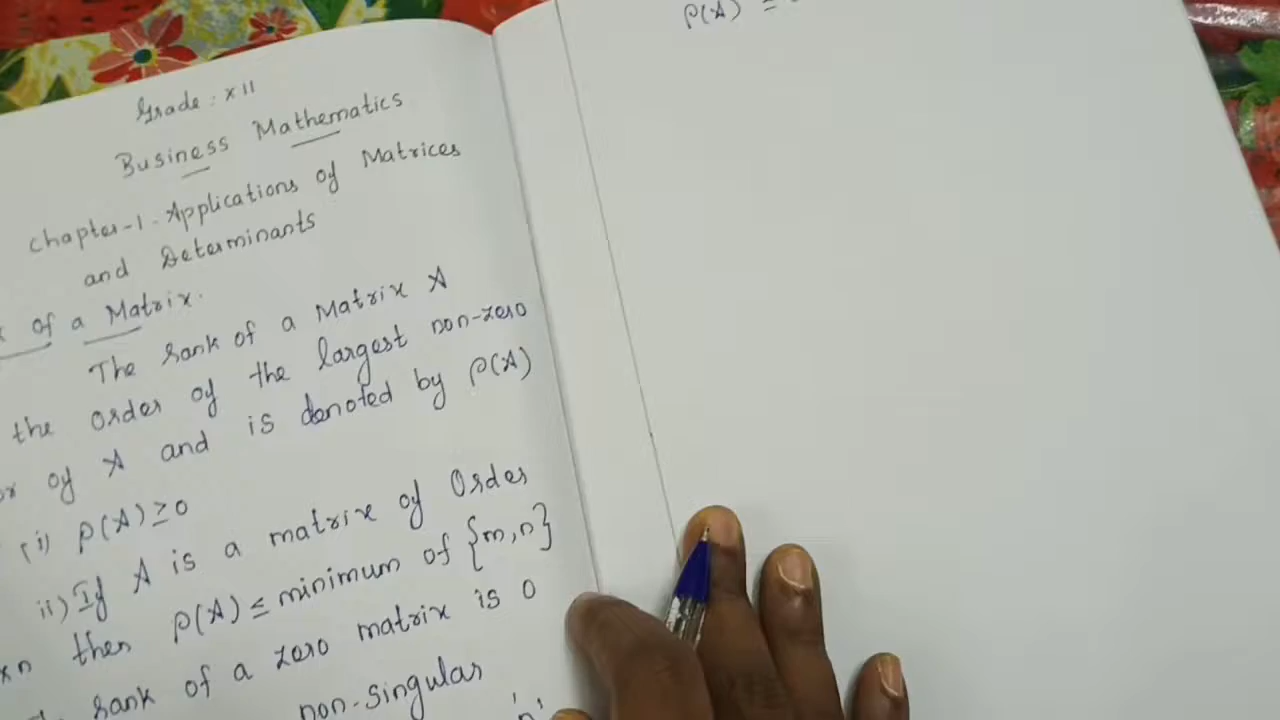 Grade : XII
Business Mathematics
Chapter-1. Applications of Matrices
and Determinants
of a Matrix.
The rank of a Matrix A
the order of the largest non-zero
of A and is denoted by ρ(A)
(i) ρ(A) ≥ 0
ii) If A is a matrix of Order
then ρ(A) ≤ minimum of {m,n}
rank of a zero matrix is 0
non-singular
'n'
ρ(A)